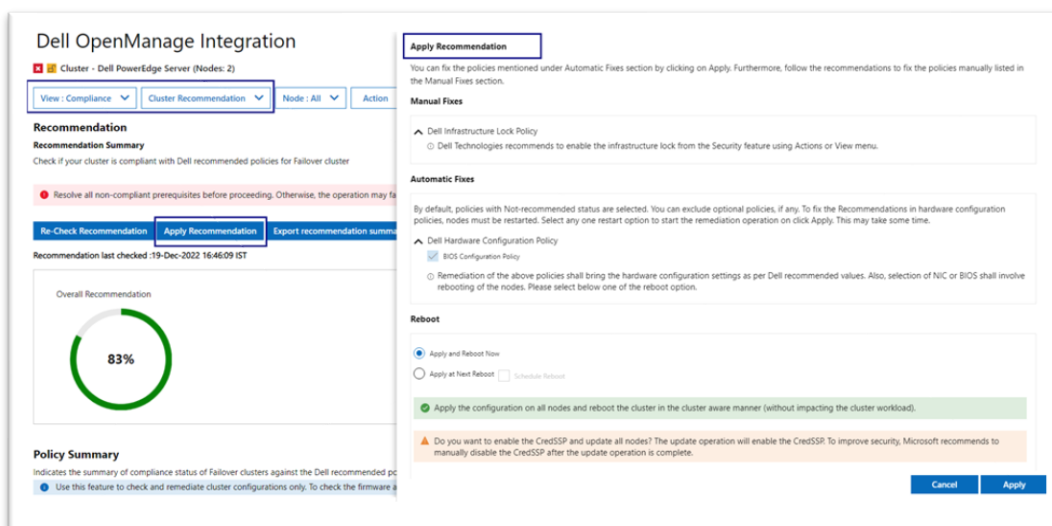 Dell OpenManage Integration
Cluster - Dell PowerEdge Server (Nodes: 2)
View : Compliance
Cluster Recommendation
Node : All
Action
Recommendation
Recommendation Summary
Check if your cluster is compliant with Dell recommended policies for Failover cluster
Resolve all non-compliant prerequisites before proceeding. Otherwise, the operation may fa
Re-Check Recommendation
Apply Recommendation
Export recommendation summa
Recommendation last checked :19-Dec-2022 16:46:09 IST
Overall Recommendation
83%
Policy Summary
Indicates the summary of compliance status of Failover clusters against the Dell recommended po
Use this feature to check and remediate cluster configurations only. To check the firmware a
Apply Recommendation
You can fix the policies mentioned under Automatic Fixes section by clicking on Apply. Furthermore, follow the recommendations to fix the policies manually listed in
the Manual Fixes section.
Manual Fixes
Dell Infrastructure Lock Policy
Dell Technologies recommends to enable the infrastructure lock from the Security feature using Actions or View menu.
Automatic Fixes
By default, policies with Not-recommended status are selected. You can exclude optional policies, if any. To fix the Recommendations in hardware configuration
policies, nodes must be restarted. Select any one restart option to start the remediation operation on click Apply. This may take some time.
Dell Hardware Configuration Policy
BIOS Configuration Policy
Remediation of the above policies shall bring the hardware configuration settings as per Dell recommended values. Also, selection of NIC or BIOS shall involve
rebooting of the nodes. Please select below one of the reboot option.
Reboot
Apply and Reboot Now
Apply at Next Reboot
Schedule Reboot
Apply the configuration on all nodes and reboot the cluster in the cluster aware manner (without impacting the cluster workload).
Do you want to enable the CredSSP and update all nodes? The update operation will enable the CredSSP. To improve security, Microsoft recommends to
manually disable the CredSSP after the update operation is complete.
Cancel
Apply